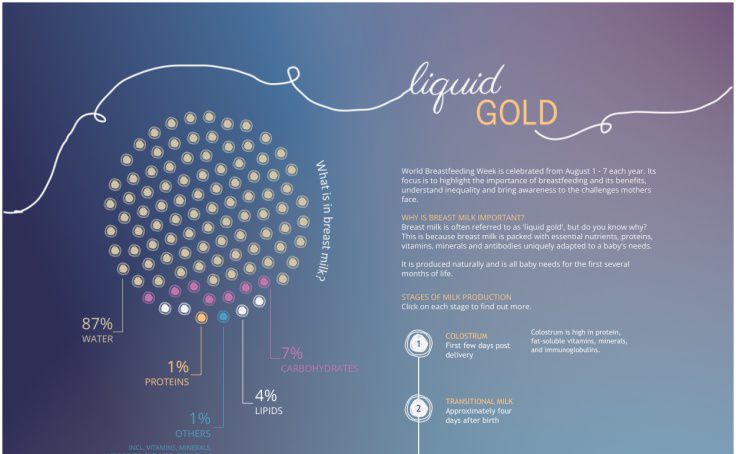 liquid
GOLD
What is in breast milk?
World Breastfeeding Week is celebrated from August 1 - 7 each year. Its
focus is to highlight the importance of breastfeeding and its benefits,
understand inequality and bring awareness to the challenges mothers
face.
WHY IS BREAST MILK IMPORTANT?
Breast milk is often referred to as 'liquid gold', but do you know why?
This is because breast milk is packed with essential nutrients, proteins,
vitamins, minerals and antibodies uniquely adapted to a baby's needs.
It is produced naturally and is all baby needs for the first several
months of life.
STAGES OF MILK PRODUCTION
Click on each stage to find out more.
87%
WATER
1%
PROTEINS
7%
CARBOHYDRATES
4%
LIPIDS
1%
OTHERS
INCL. VITAMINS, MINERALS
1
COLOSTRUM
First few days post
delivery
Colostrum is high in protein,
fat-soluble vitamins, minerals,
and immunoglobulins.
2
TRANSITIONAL MILK
Approximately four
days after birth